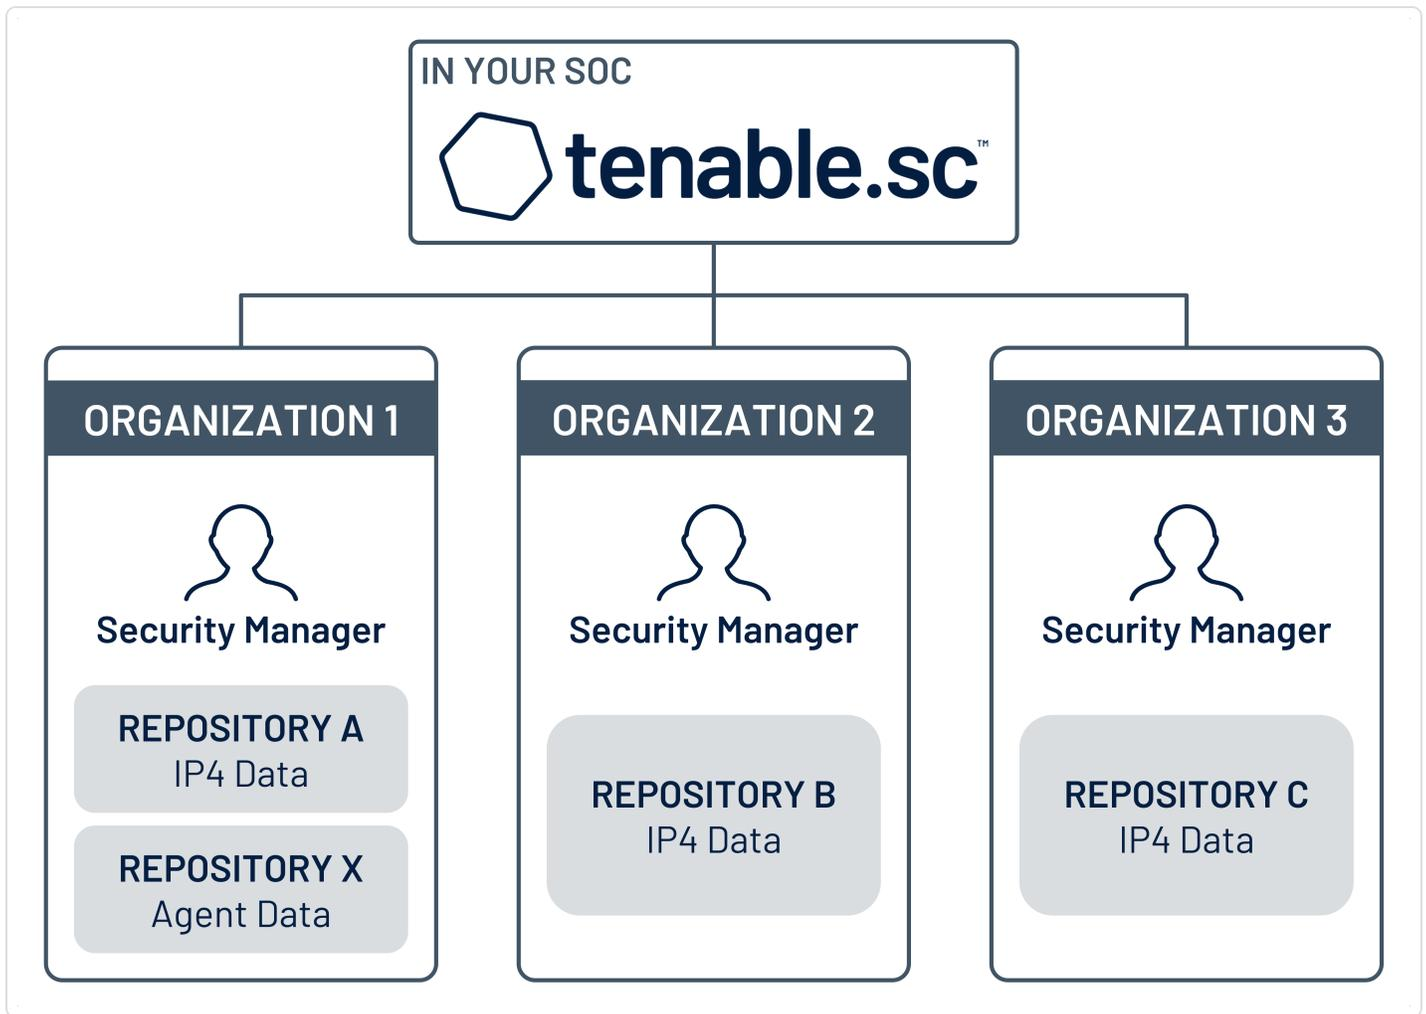 IN YOUR SOC
tenable.sc™
ORGANIZATION 1
Security Manager
REPOSITORY A
IP4 Data
REPOSITORY X
Agent Data
ORGANIZATION 2
Security Manager
REPOSITORY B
IP4 Data
ORGANIZATION 3
Security Manager
REPOSITORY C
IP4 Data